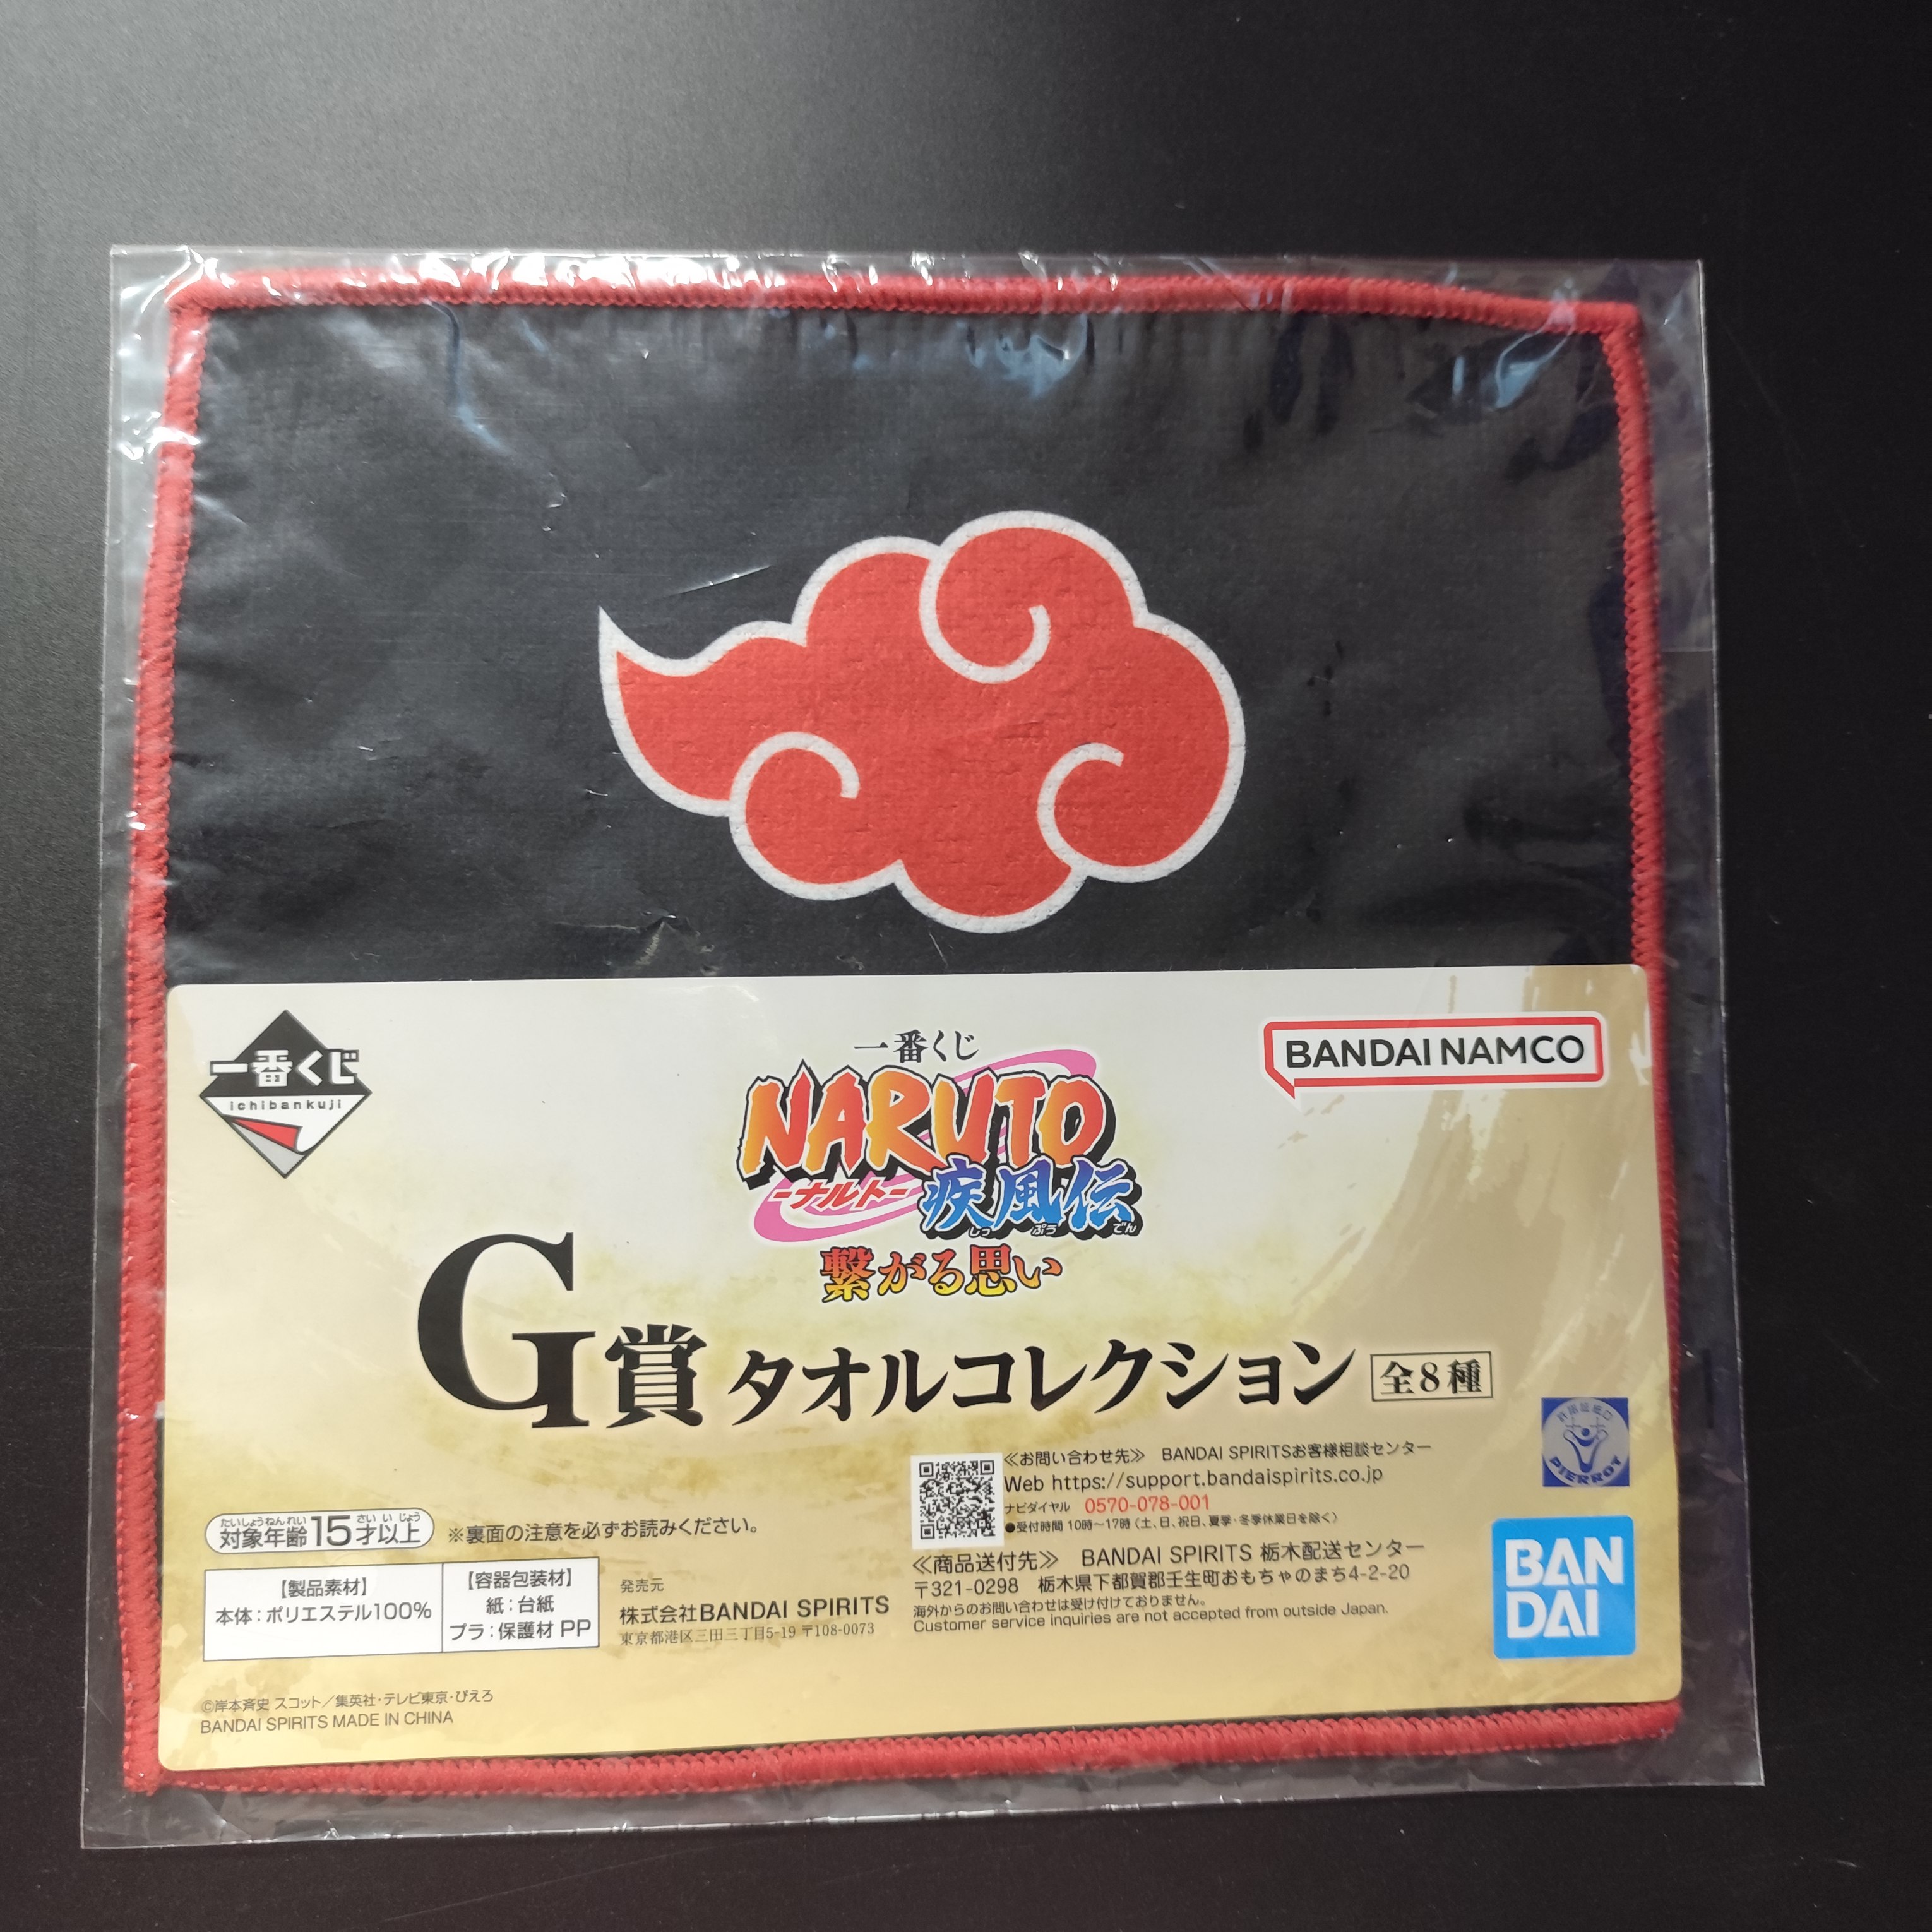 一番くじ
ichibankuji
一番くじ
NARUTO
-ナルト-
疾風伝
しっ ぷう でん
繋がる思い
BANDAI NAMCO
G賞 タオルコレクション 全8種
PIERROT
たいしょうねんれい さい い じょう
対象年齢15才以上
※裏面の注意を必ずお読みください。
≪お問い合わせ先≫ BANDAI SPIRITSお客様相談センター
Web https://support.bandaispirits.co.jp
ナビダイヤル 0570-078-001
●受付時間 10時〜17時（土、日、祝日、夏季・冬季休業日を除く）
≪商品送付先≫ BANDAI SPIRITS 栃木配送センター
〒321-0298 栃木県下都賀郡壬生町おもちゃのまち4-2-20
海外からのお問い合わせは受け付けておりません。
Customer service inquiries are not accepted from outside Japan.
【製品素材】
本体：ポリエステル100%
【容器包装材】
紙：台紙
プラ：保護材 PP
発売元
株式会社BANDAI SPIRITS
東京都港区三田三丁目5-19 〒108-0073
BAN
DAI
©岸本斉史 スコット／集英社・テレビ東京・ぴえろ
BANDAI SPIRITS MADE IN CHINA